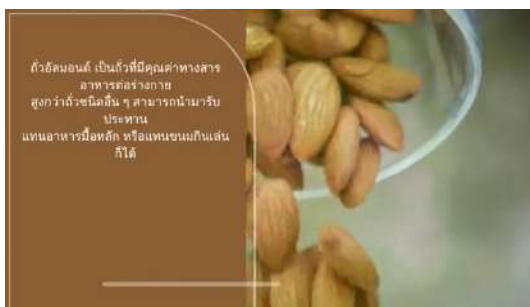 ถั่วอัลมอนด์ เป็นถั่วที่มีคุณค่าทางสาร
อาหารต่อร่างกาย
สูงกว่าถั่วชนิดอื่น ๆ สามารถนำมารับ
ประทาน
แทนอาหารมื้อหลัก หรือแทนขนมกินเล่น
ก็ได้